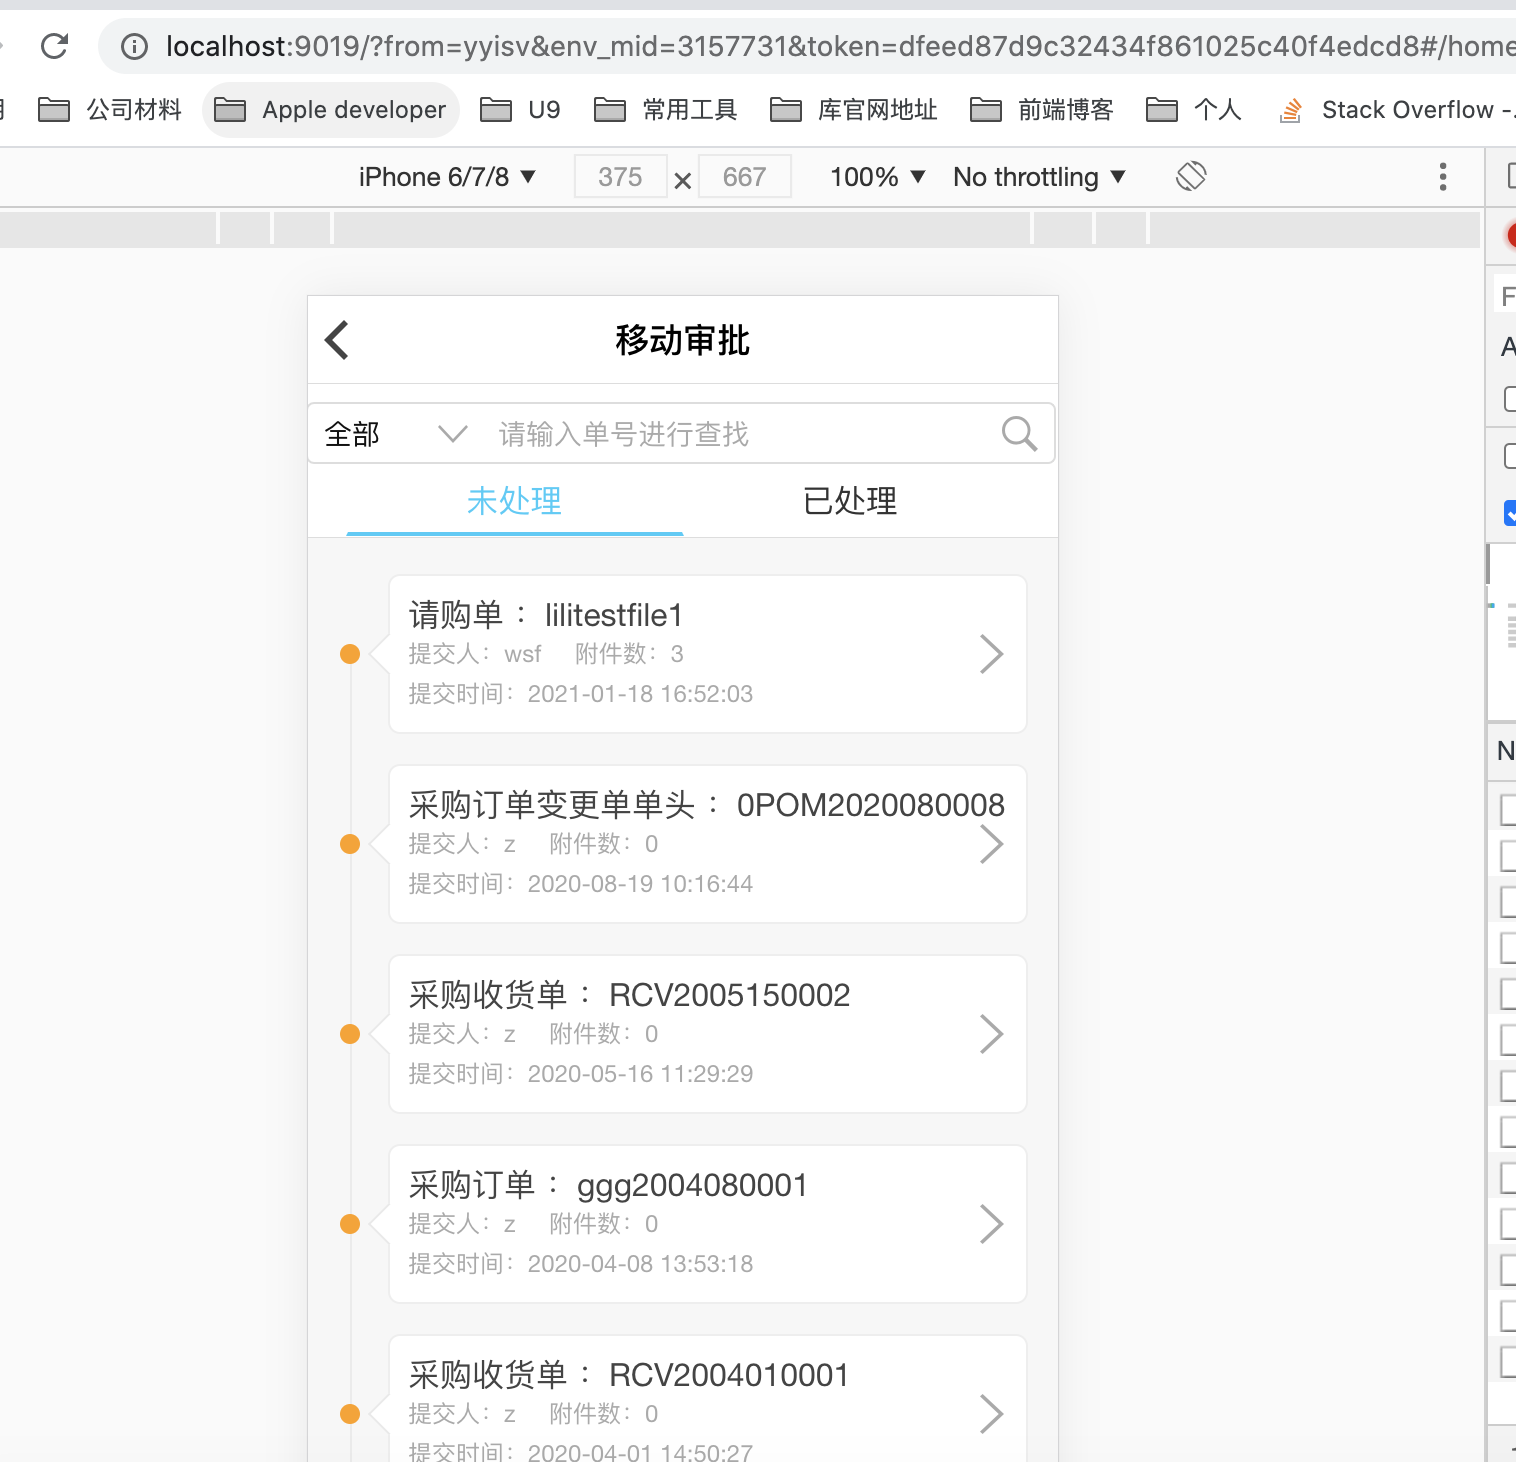 localhost:9019/?from=yyisv&env_mid=3157731&token=dfeed87d9c32434f861025c40f4edcd8#/home
公司材料 Apple developer U9 常用工具 库官网地址 前端博客 个人 Stack Overflow -
iPhone 6/7/8 375 × 667 100% No throttling
移动审批
全部 请输入单号进行查找
未处理 已处理
请购单： lilitestfile1
提交人：wsf 附件数：3
提交时间：2021-01-18 16:52:03
采购订单变更单单头： 0POM2020080008
提交人：z 附件数：0
提交时间：2020-08-19 10:16:44
采购收货单： RCV2005150002
提交人：z 附件数：0
提交时间：2020-05-16 11:29:29
采购订单： ggg2004080001
提交人：z 附件数：0
提交时间：2020-04-08 13:53:18
采购收货单： RCV2004010001
提交人：z 附件数：0
提交时间：2020-04-01 14:50:27